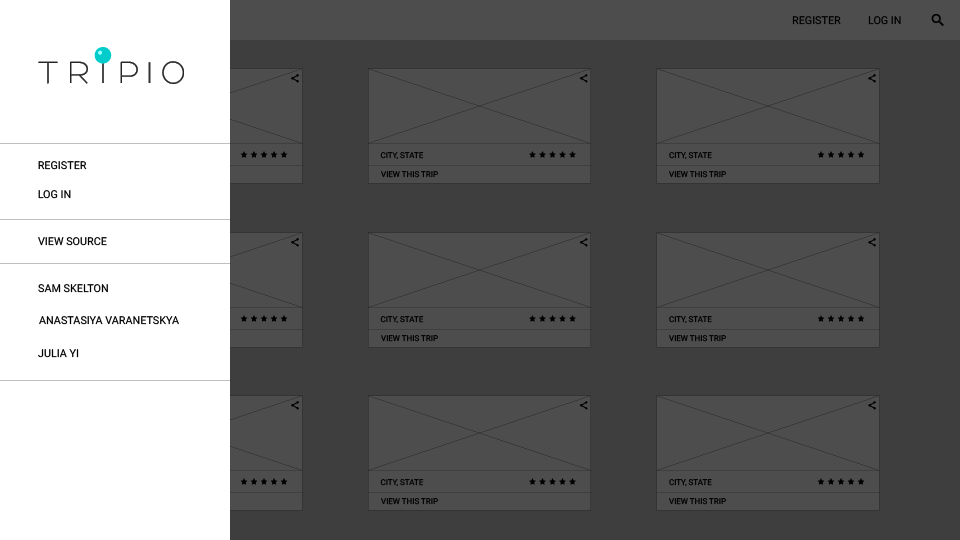 REGISTER LOG IN
TRIPIO
REGISTER
LOG IN
VIEW SOURCE
SAM SKELTON
ANASTASIYA VARANETSKYA
JULIA YI
CITY, STATE
VIEW THIS TRIP
CITY, STATE
VIEW THIS TRIP
CITY, STATE
VIEW THIS TRIP
CITY, STATE
VIEW THIS TRIP
CITY, STATE
VIEW THIS TRIP
CITY, STATE
VIEW THIS TRIP